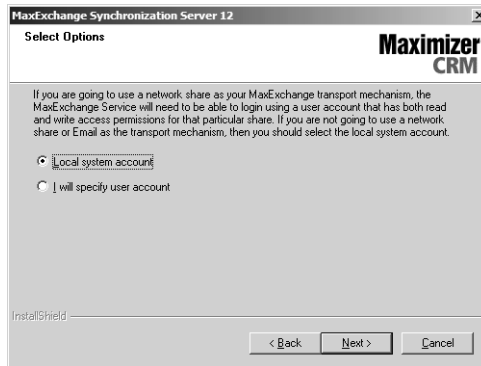 MaxExchange Synchronization Server 12
Select Options
Maximizer
CRM
If you are going to use a network share as your MaxExchange transport mechanism, the
MaxExchange Service will need to be able to login using a user account that has both read
and write access permissions for that particular share. If you are not going to use a network
share or Email as the transport mechanism, then you should select the local system account.
Local system account
I will specify user account
InstallShield
< Back
Next >
Cancel